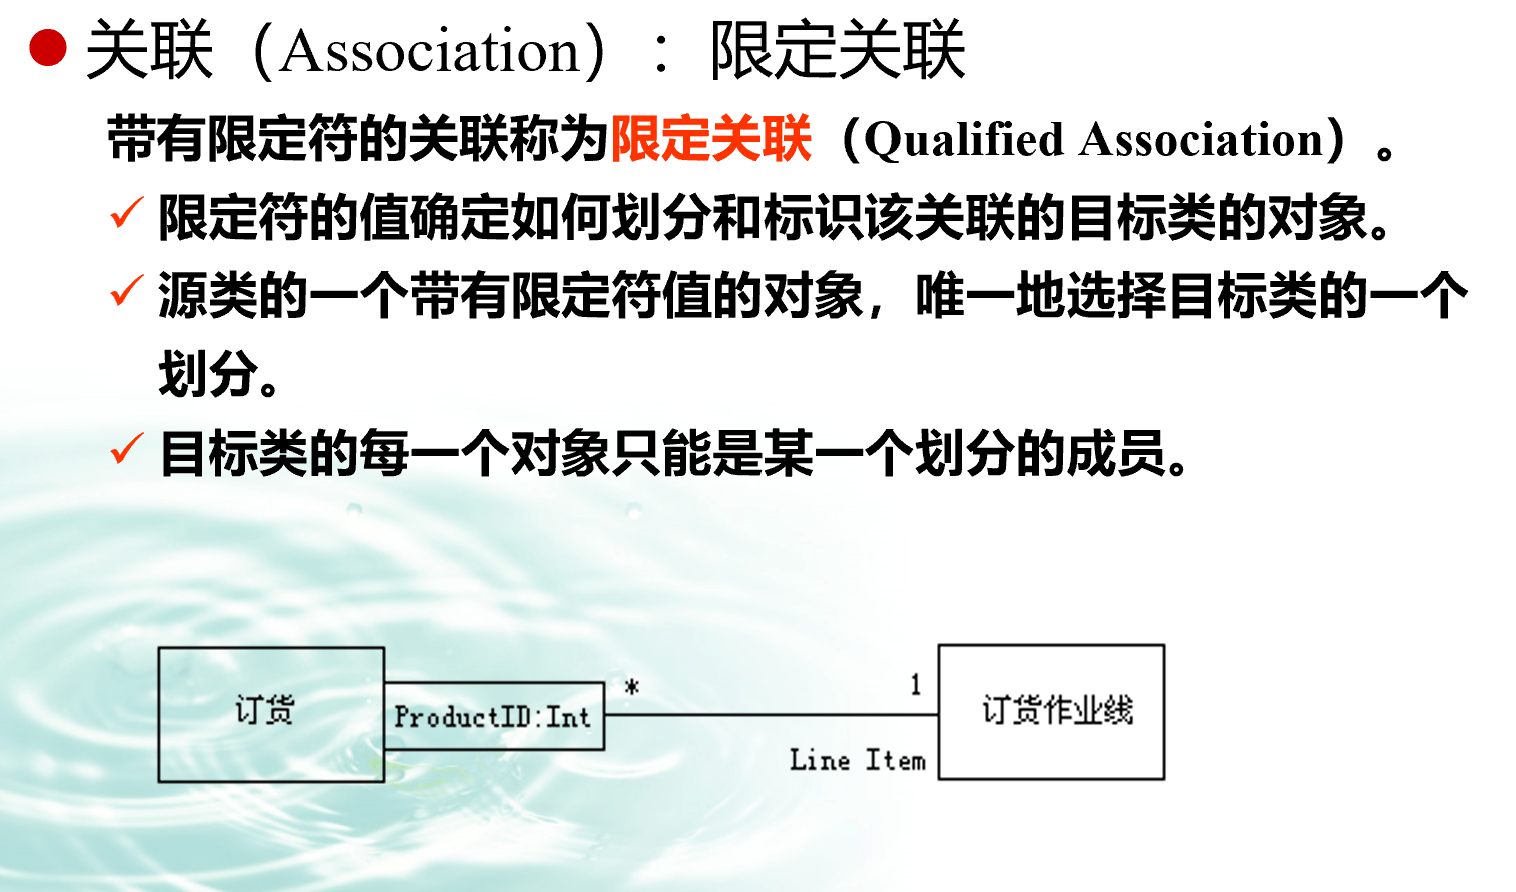 关联（Association）：限定关联
带有限定符的关联称为限定关联（Qualified Association）。
限定符的值确定如何划分和标识该关联的目标类的对象。
源类的一个带有限定符值的对象，唯一地选择目标类的一个
划分。
目标类的每一个对象只能是某一个划分的成员。
订货
ProductID:Int
*
1
Line Item
订货作业线